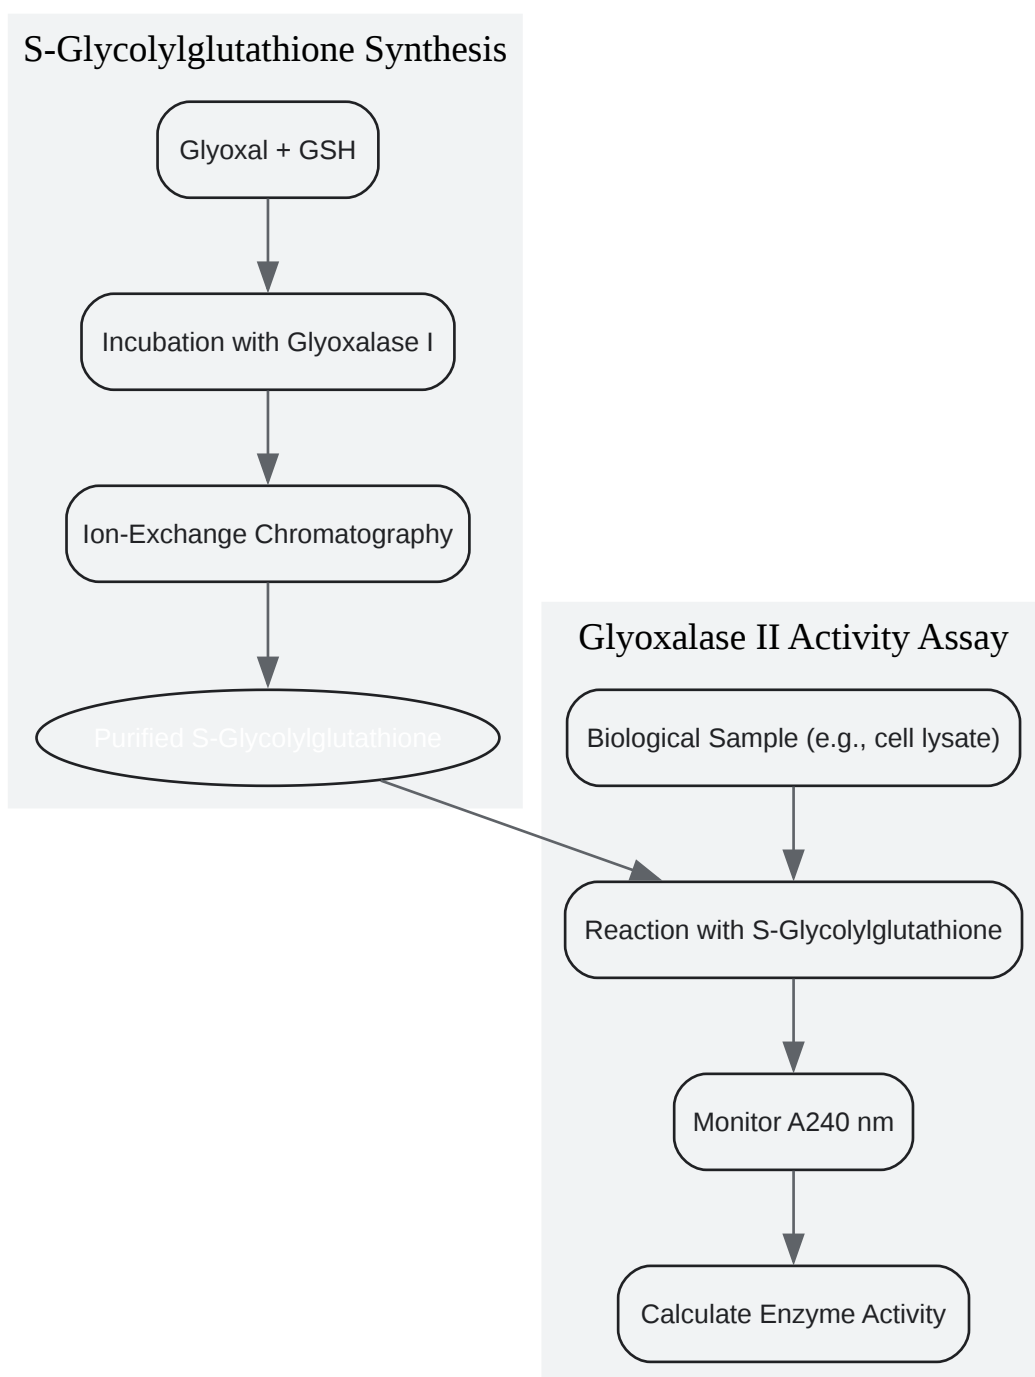 S-Glycolylglutathione Synthesis
Glyoxal + GSH
Incubation with Glyoxalase I
Ion-Exchange Chromatography
Purified S-Glycolylglutathione
Glyoxalase II Activity Assay
Biological Sample (e.g., cell lysate)
Reaction with S-Glycolylglutathione
Monitor A240 nm
Calculate Enzyme Activity